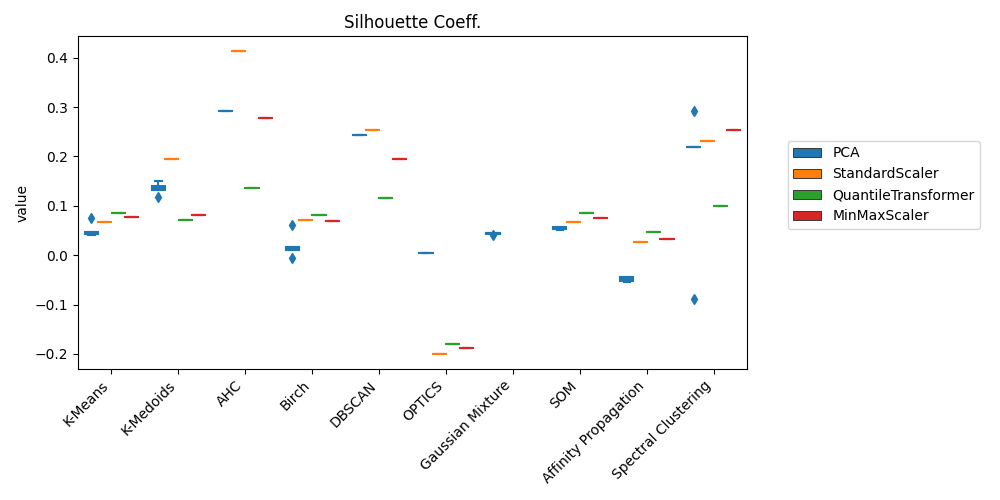 Silhouette Coeff.
value
0.4
0.3
0.2
0.1
0.0
−0.1
−0.2
K-Means
K-Medoids
AHC
Birch
DBSCAN
OPTICS
Gaussian Mixture
SOM
Affinity Propagation
Spectral Clustering
PCA
StandardScaler
QuantileTransformer
MinMaxScaler